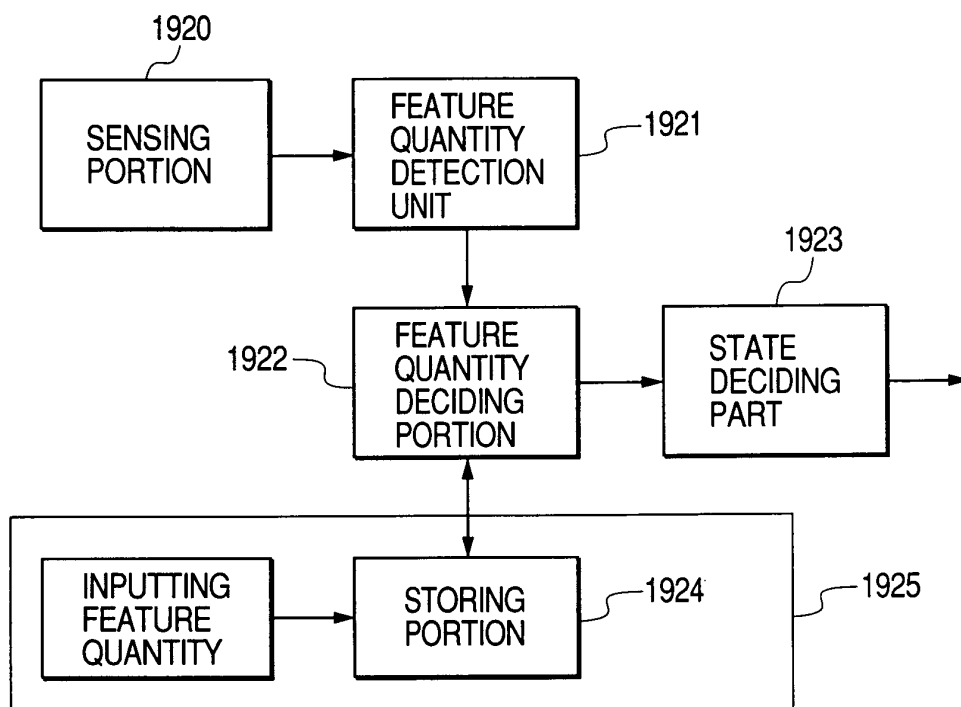 1920
SENSING
PORTION
FEATURE
QUANTITY
DETECTION
UNIT
1921
1922
FEATURE
QUANTITY
DECIDING
PORTION
1923
STATE
DECIDING
PART
INPUTTING
FEATURE
QUANTITY
STORING
PORTION
1924
1925